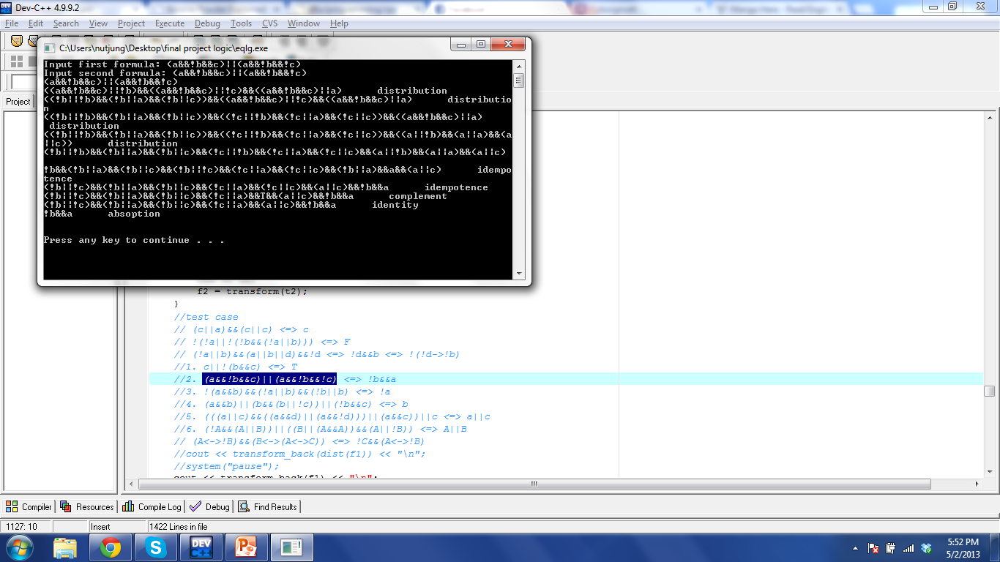 Dev-C++ 4.9.9.2
File Edit Search View Project Execute Debug Tools CVS Window Help
C:\Users\nutjung\Desktop\final project logic\eqlg.exe
Input first formula: (a&&!b&&c)||(a&&!b&&!c)
Input second formula: (a&&!b&&c)||(a&&!b&&!c)
(a&&!b&&c)||(a&&!b&&!c)
((a&&!b&&c)||!b)&&((a&&!b&&c)||!c)&&((a&&!b&&c)||a) distribution
((!b||!b)&&(!b||a)&&(!b||c))&&((a&&!b&&c)||!c)&&((a&&!b&&c)||a) distributio
n
((!b||!b)&&(!b||a)&&(!b||c))&&((!c||!b)&&(!c||a)&&(!c||c))&&((a&&!b&&c)||a)
distribution
((!b||!b)&&(!b||a)&&(!b||c))&&((!c||!b)&&(!c||a)&&(!c||c))&&((a||!b)&&(a||a)&&(a
||c)) distribution
(!b||!b)&&(!b||a)&&(!b||c)&&(!c||!b)&&(!c||a)&&(!c||c)&&(a||!b)&&(a||a)&&(a||c)
!b&&(!b||a)&&(!b||c)&&(!b||!c)&&(!c||a)&&(!c||c)&&(!b||a)&&a&&(a||c) idempo
tence
(!b||!c)&&(!b||a)&&(!b||c)&&(!c||a)&&(!c||c)&&(a||c)&&!b&&a idempotence
(!b||!c)&&(!b||a)&&(!b||c)&&(!c||a)&&T&&(a||c)&&!b&&a complement
(!b||!c)&&(!b||a)&&(!b||c)&&(!c||a)&&(a||c)&&!b&&a identity
!b&&a absoption
Press any key to continue . . .
Project
f2 = transform(t2);
}
//test case
// (c||a)&&(c||c) <=> c
// !(!a||!(!b&&(!a||b))) <=> F
// (!a||b)&&(a||b||d)&&!d <=> !d&&b <=> !(!d->!b)
//1. c||!(b&&c) <=> T
//2. (a&&!b&&c)||(a&&!b&&!c) <=> !b&&a
//3. !(a&&b)&&(!a||b)&&(!b||b) <=> !a
//4. (a&&b)||(b&&(b||!c))||(!b&&c) <=> b
//5. (((a||c)&&((a&&d)||(a&&!d)))||(a&&c))||c <=> a||c
//6. (!A&&(A||B))||((B||(A&&A))&&(A||!B)) <=> A||B
// (A<->!B)&&(B<->(A<->C)) <=> !C&&(A<->!B)
//cout << transform_back(dist(f1)) << "\n";
//system("pause");
cout << transform_back(f1) << "\n";
Compiler Resources Compile Log Debug Find Results
1127: 10 Insert 1422 Lines in file
5:52 PM
5/2/2013